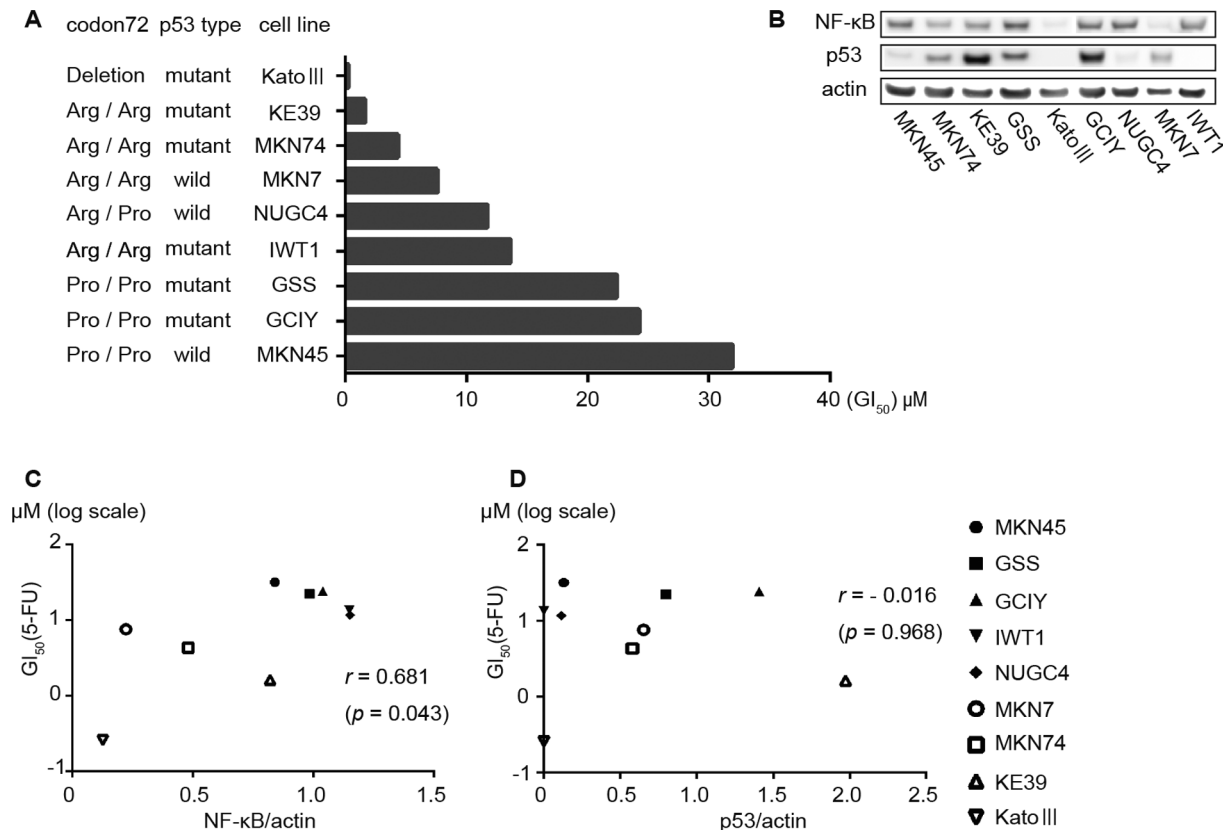 A
codon72 p53 type cell line
Deletion mutant Kato III
Arg / Arg mutant KE39
Arg / Arg mutant MKN74
Arg / Arg wild MKN7
Arg / Pro wild NUGC4
Arg / Arg mutant IWT1
Pro / Pro mutant GSS
Pro / Pro mutant GCIY
Pro / Pro wild MKN45
0 10 20 30 40 (GI50) µM
B
NF-κB
p53
actin
MKN45 MKN74 KE39 GSS Kato III GCIY NUGC4 MKN7 IWT1
C
µM (log scale)
GI50(5-FU)
2
1
0
-1
r = 0.681
(p = 0.043)
0 0.5 1.0 1.5
NF-κB/actin
D
µM (log scale)
GI50(5-FU)
2
1
0
-1
r = - 0.016
(p = 0.968)
0 0.5 1.0 1.5 2.0 2.5
p53/actin
MKN45
GSS
GCIY
IWT1
NUGC4
MKN7
MKN74
KE39
Kato III